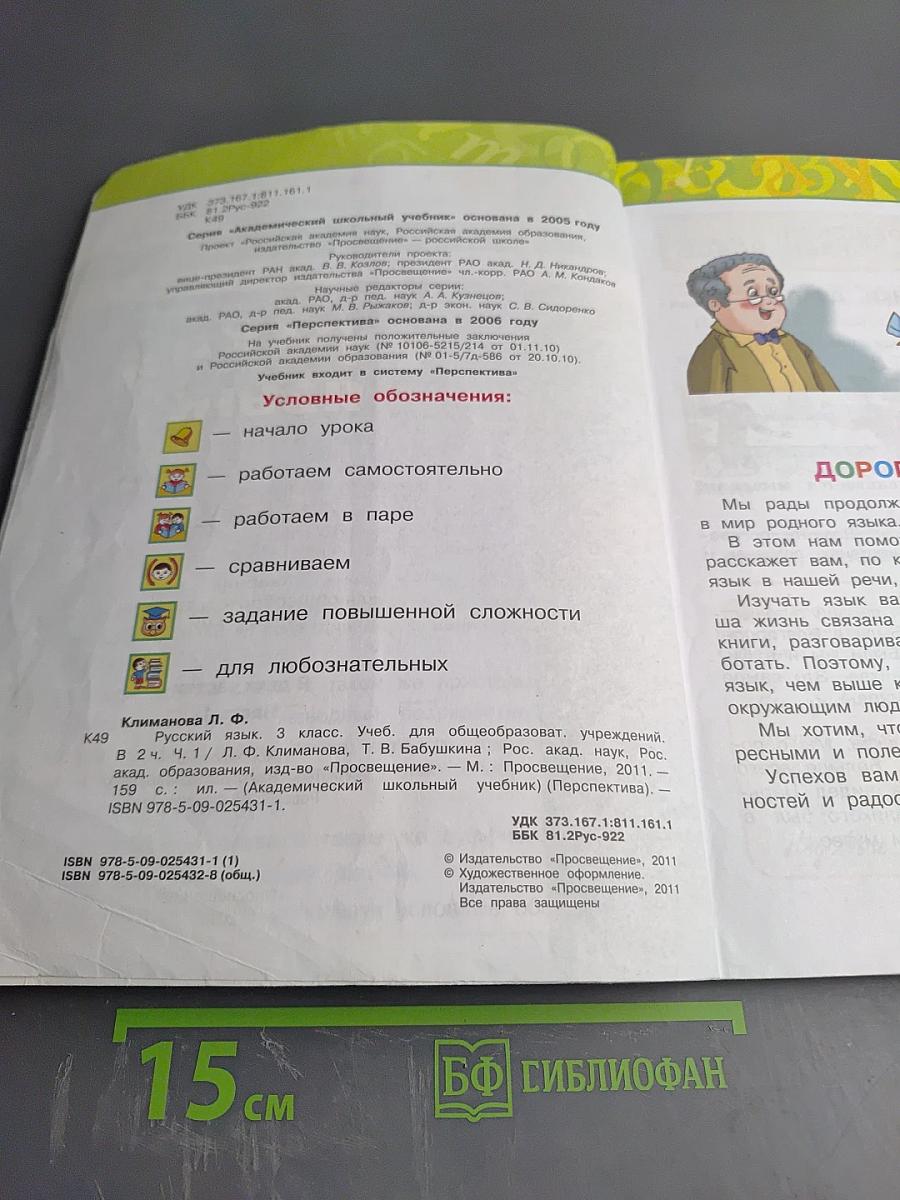 УДК 373.167.1:811.161.1
ББК 81.2Рус-922
К49
Серия «Академический школьный учебник» основана в 2005 году
Проект «Российская академия наук, Российская академия образования,
издательство «Просвещение» — российской школе»
Руководители проекта:
вице-президент РАН акад. В. В. Козлов; президент РАО акад. Н. Д. Никандров;
управляющий директор издательства «Просвещение» чл.-корр. РАО А. М. Кондаков
Научные редакторы серии:
акад. РАО, д-р пед. наук А. А. Кузнецов;
акад. РАО, д-р пед. наук М. В. Рыжаков; д-р экон. наук С. В. Сидоренко
Серия «Перспектива» основана в 2006 году
На учебник получены положительные заключения
Российской академии наук (№ 10106-5215/214 от 01.11.10)
и Российской академии образования (№ 01-5/7д-586 от 20.10.10).
Учебник входит в систему «Перспектива»
Условные обозначения:
— начало урока
— работаем самостоятельно
— работаем в паре
— сравниваем
— задание повышенной сложности
— для любознательных
Климанова Л. Ф.
К49 Русский язык. 3 класс. Учеб. для общеобразоват. учреждений.
В 2 ч. Ч. 1 / Л. Ф. Климанова, Т. В. Бабушкина ; Рос. акад. наук, Рос.
акад. образования, изд-во «Просвещение». — М. : Просвещение, 2011. —
159 с. : ил. — (Академический школьный учебник) (Перспектива). —
ISBN 978-5-09-025431-1.
УДК 373.167.1:811.161.1
ББК 81.2Рус-922
ISBN 978-5-09-025431-1 (1)
ISBN 978-5-09-025432-8 (общ.)
© Издательство «Просвещение», 2011
© Художественное оформление.
Издательство «Просвещение», 2011
Все права защищены
ДОРОГ
Мы рады продолж
в мир родного языка.
В этом нам помо
расскажет вам, по к
язык в нашей речи,
Изучать язык ва
ша жизнь связана
книги, разговарива
ботать. Поэтому,
язык, чем выше к
окружающим люд
Мы хотим, что
ресными и поле
Успехов вам
ностей и радос
15 см
БФ БИБЛИОФАН